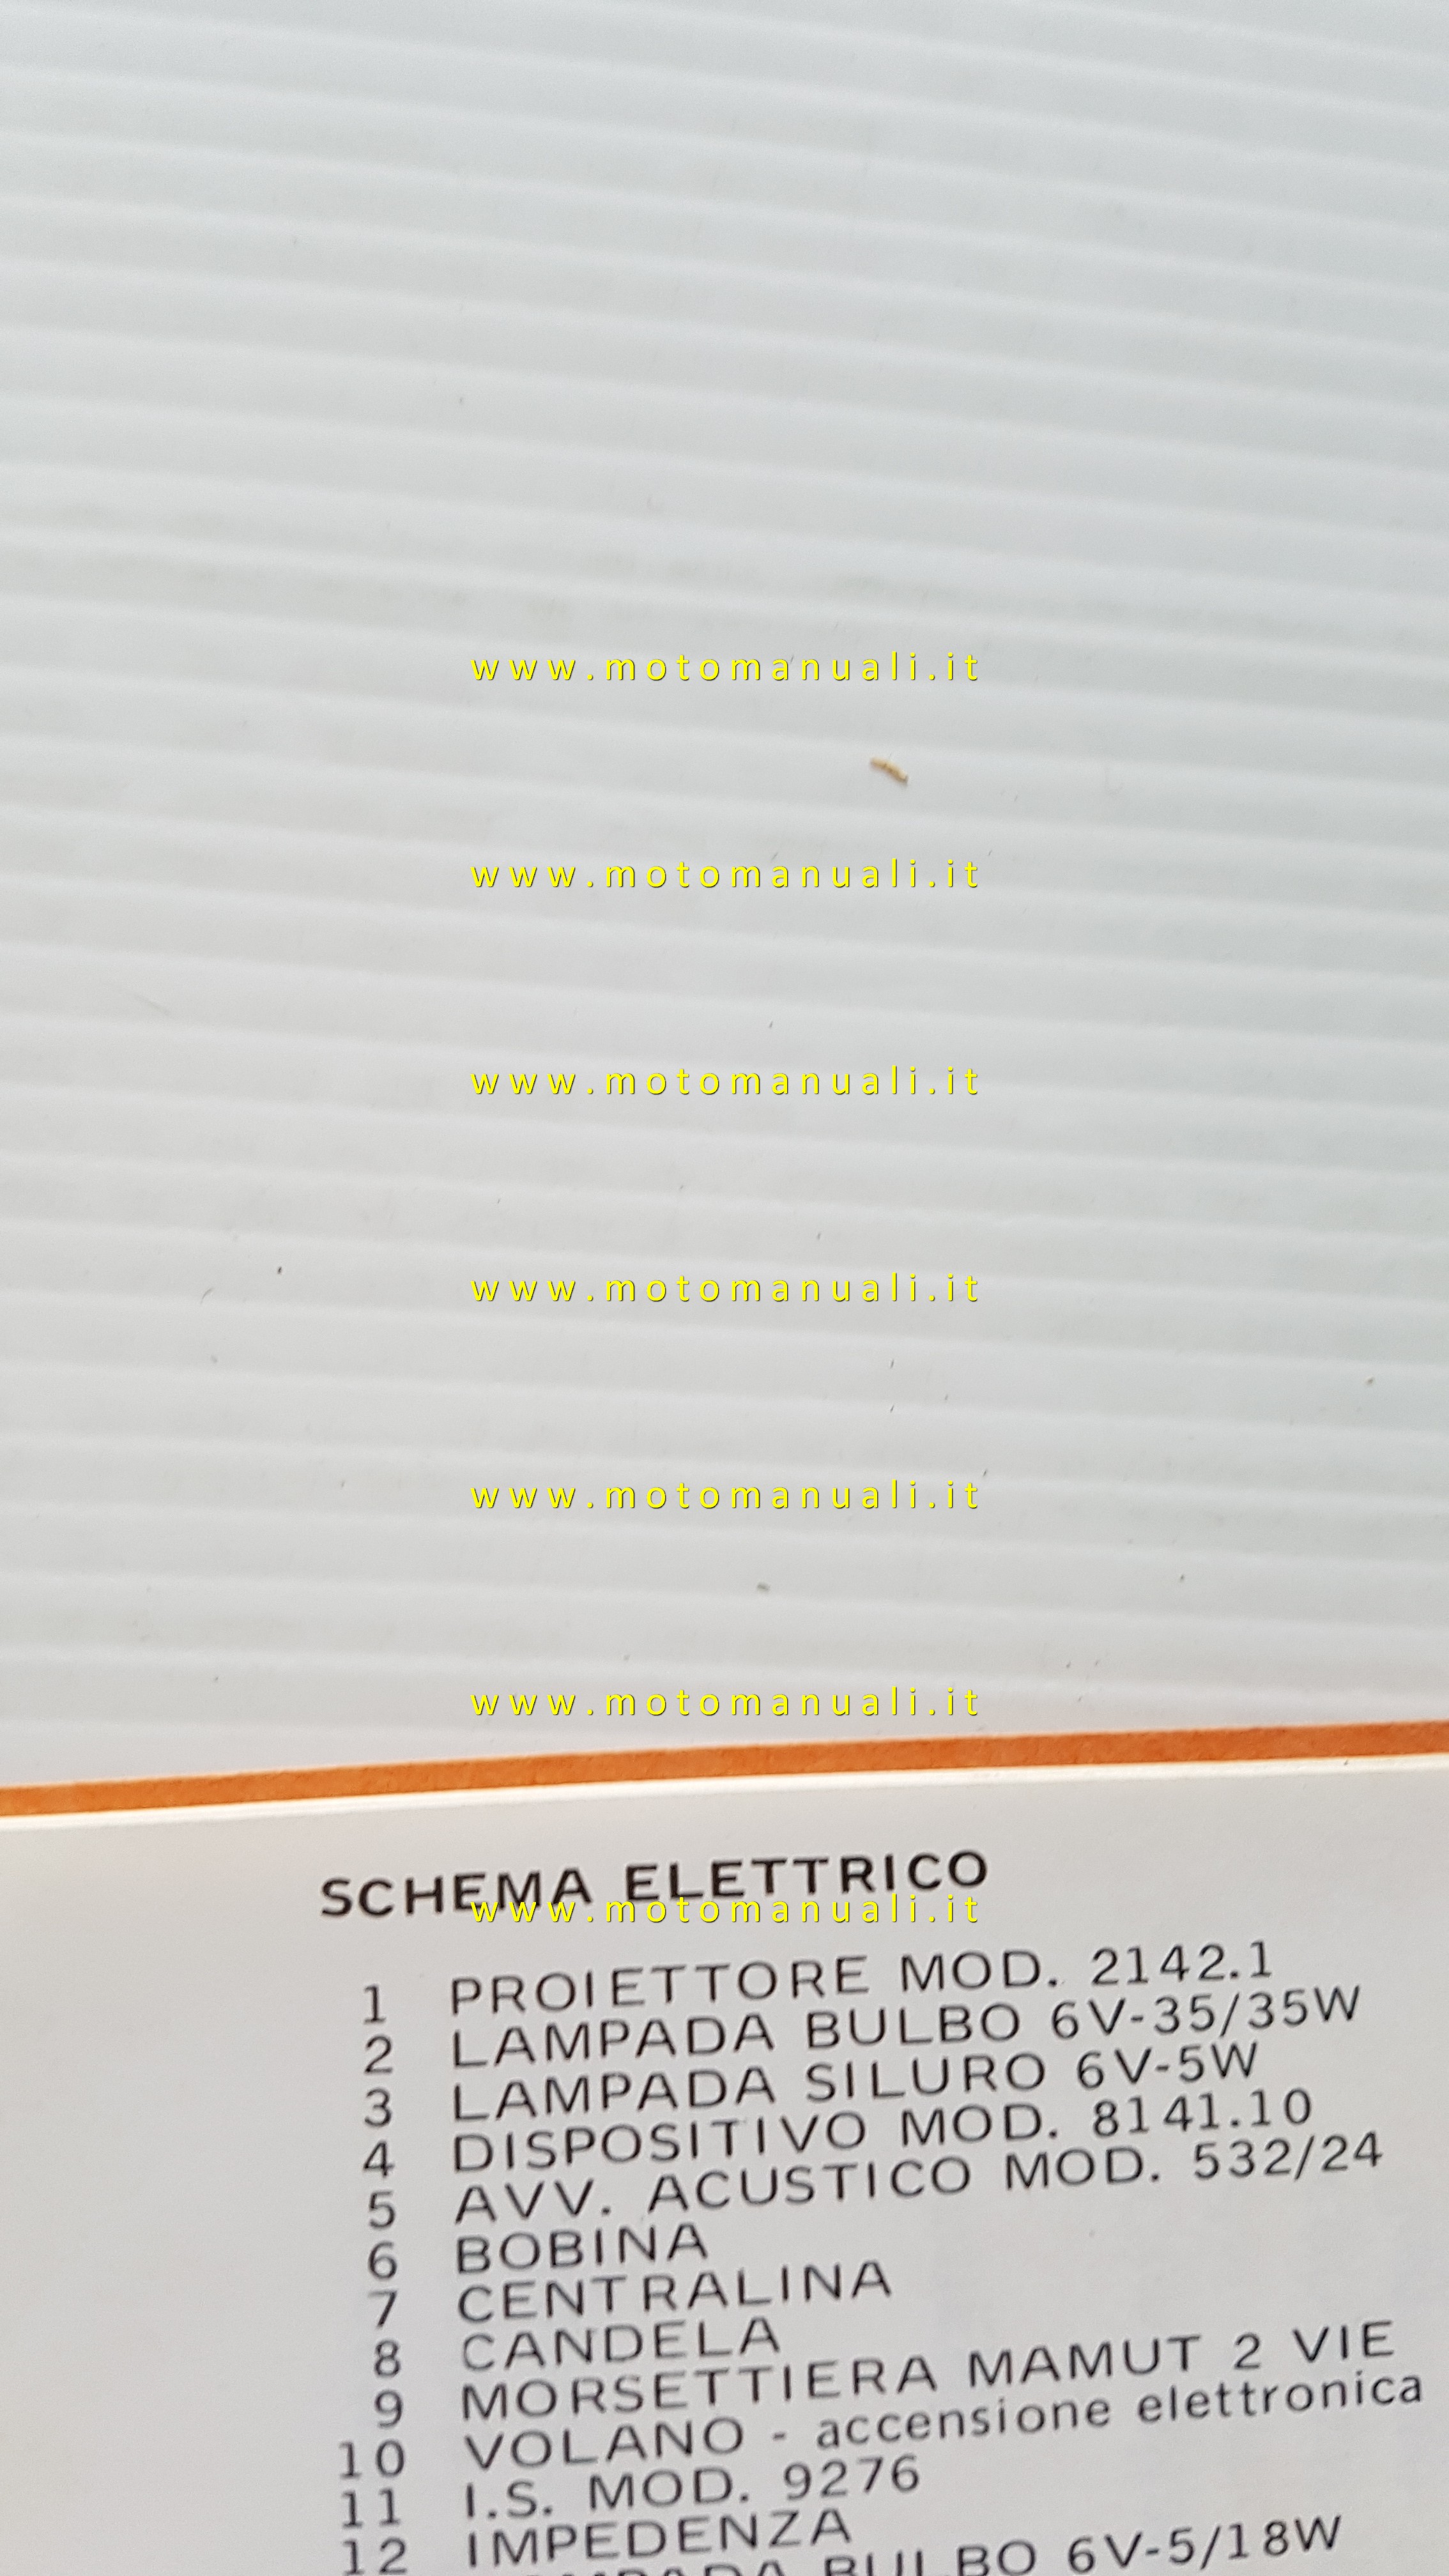 www.motomanuali.it
www.motomanuali.it
www.motomanuali.it
www.motomanuali.it
www.motomanuali.it
www.motomanuali.it
SCHEMA ELETTRICO
www.motomanuali.it
1 PROIETTORE MOD. 2142.1
2 LAMPADA BULBO 6V-35/35W
3 LAMPADA SILURO 6V-5W
4 DISPOSITIVO MOD. 8141.10
5 AVV. ACUSTICO MOD. 532/24
6 BOBINA
7 CENTRALINA
8 CANDELA
9 MORSETTIERA MAMUT 2 VIE
10 VOLANO - accensione elettronica
11 I.S. MOD. 9276
12 IMPEDENZA
BULBO 6V-5/18W